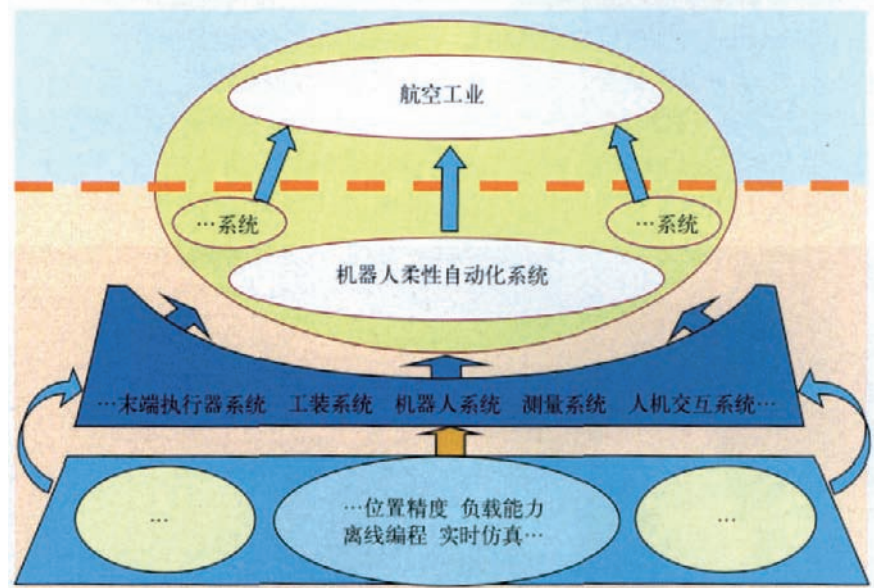 航空工业
…系统
…系统
机器人柔性自动化系统
…末端执行器系统 工装系统 机器人系统 测量系统 人机交互系统…
…
…位置精度 负载能力
离线编程 实时仿真…
…